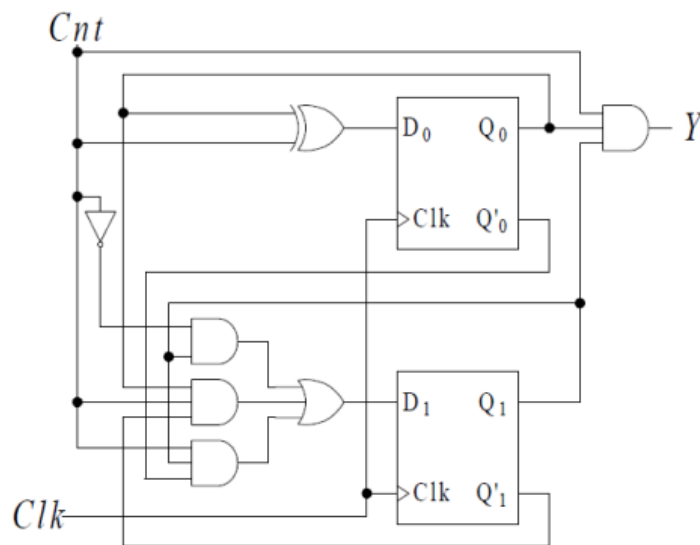 Cnt
D₀ Q₀
Y
Clk Q'₀
D₁ Q₁
Clk
Clk Q'₁